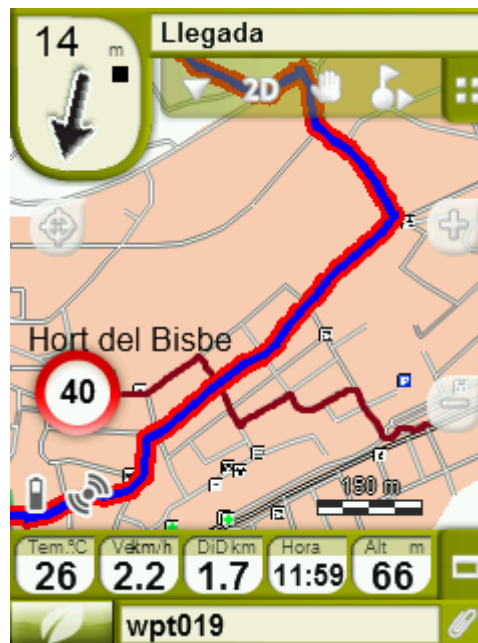 Llegada
14 m
2D
Hort del Bisbe
40
P
150 m
Tem.ºC
26
Vel km/h
2.2
DiD km
1.7
Hora
11:59
Alt m
66
wpt019